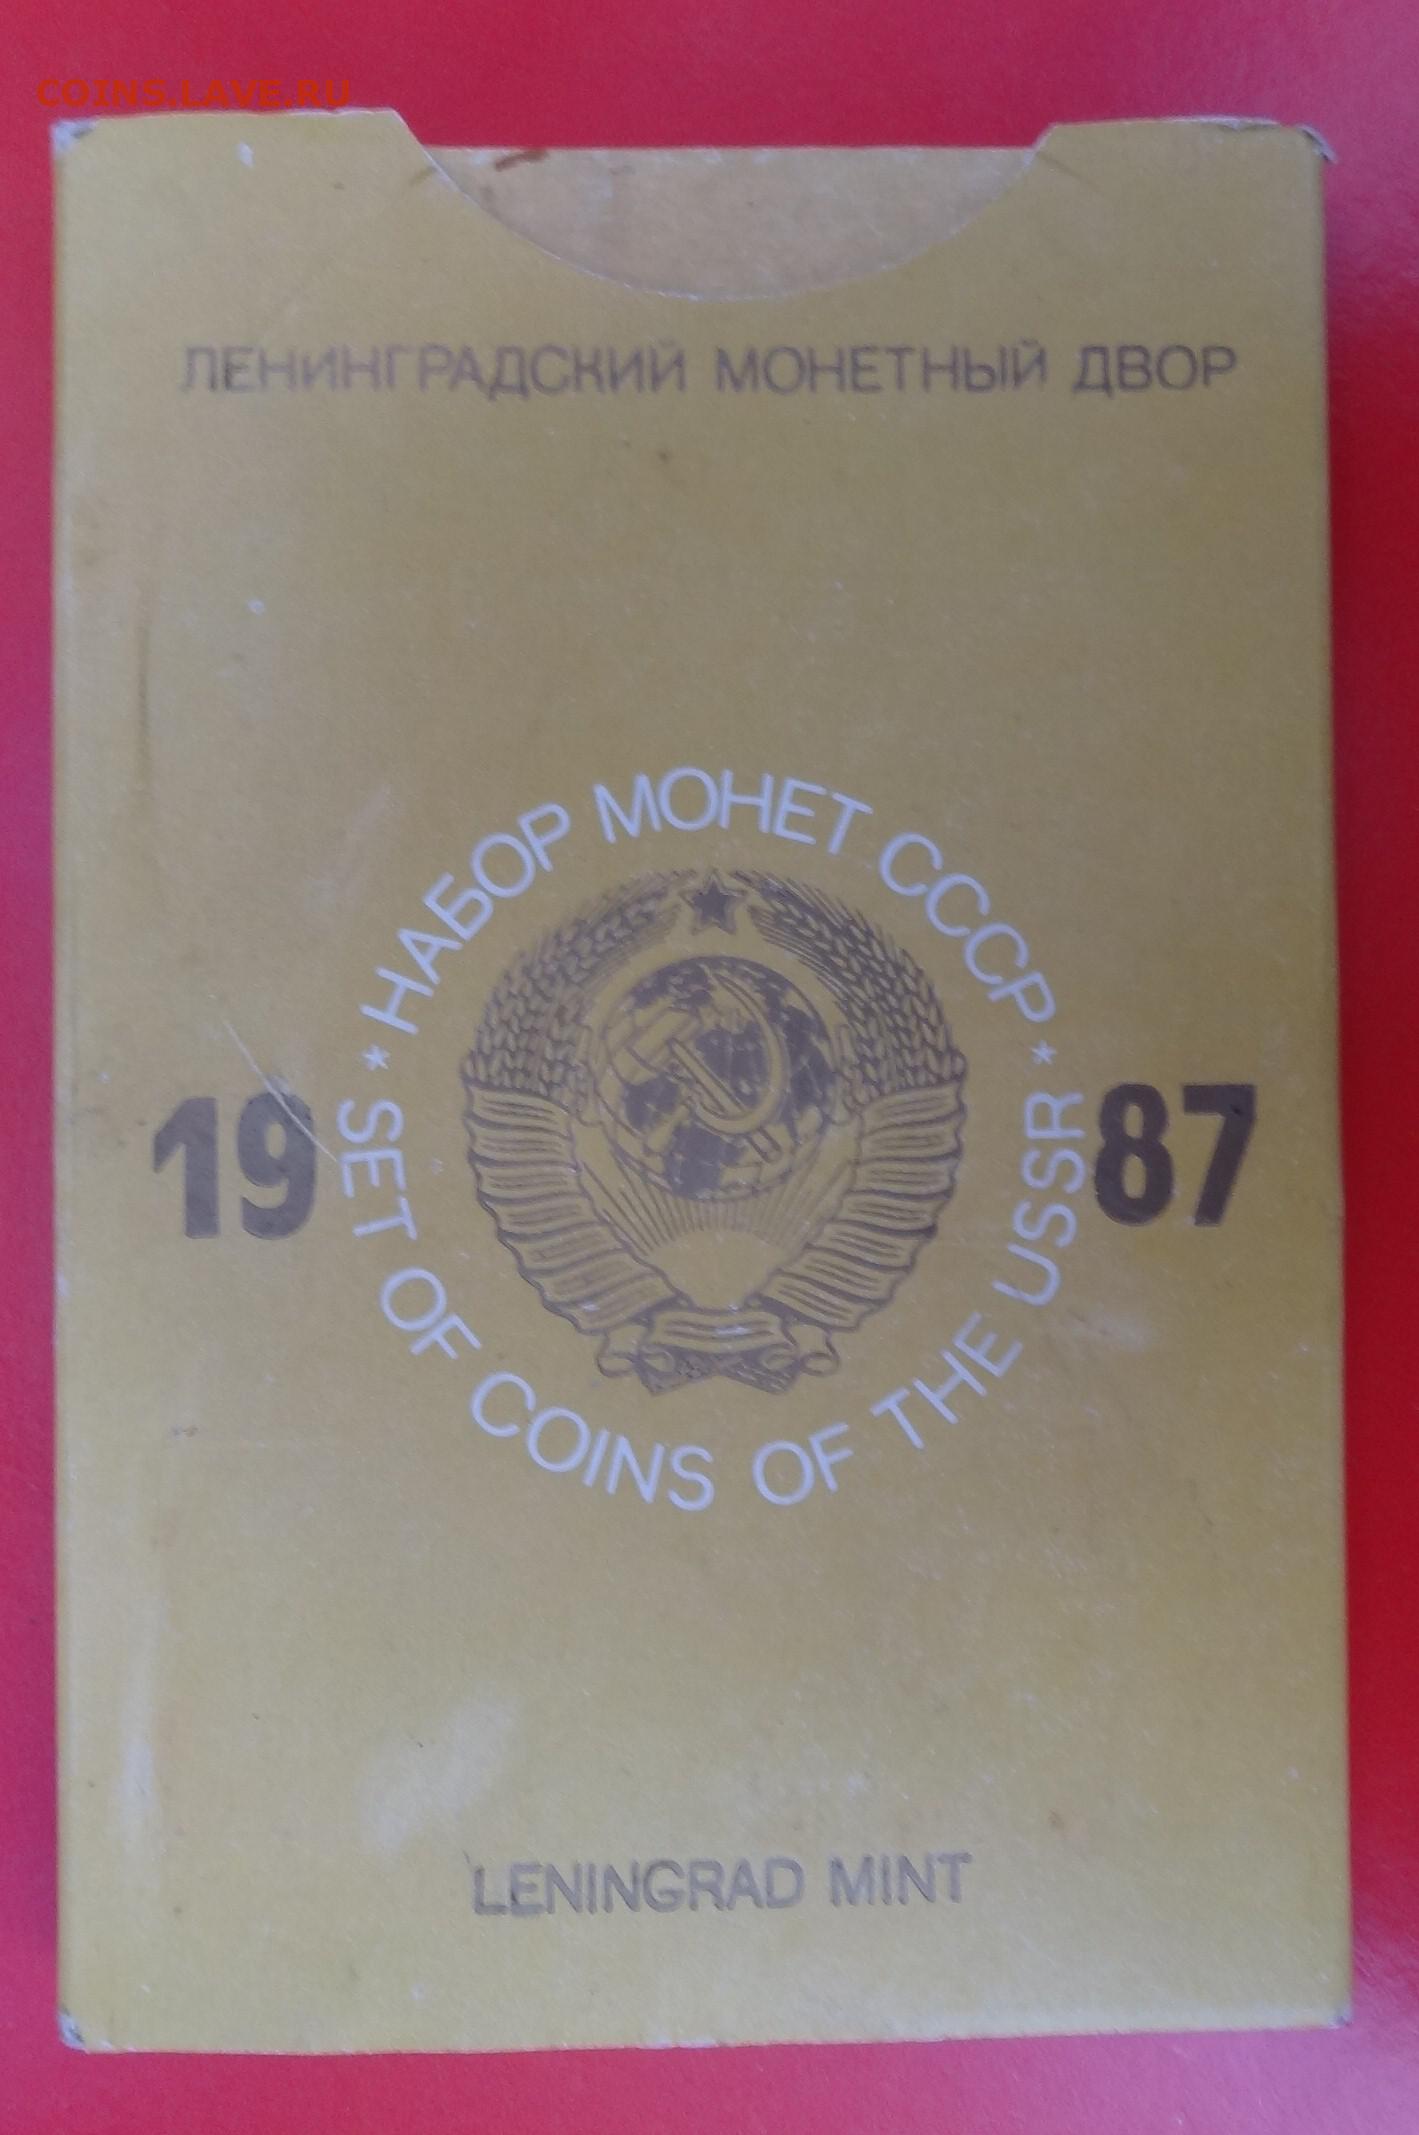 COINS.LAVE.RU
ЛЕНИНГРАДСКИЙ МОНЕТНЫЙ ДВОР
* НАБОР МОНЕТ СССР *
19 87
SET OF COINS OF THE USSR
LENINGRAD MINT